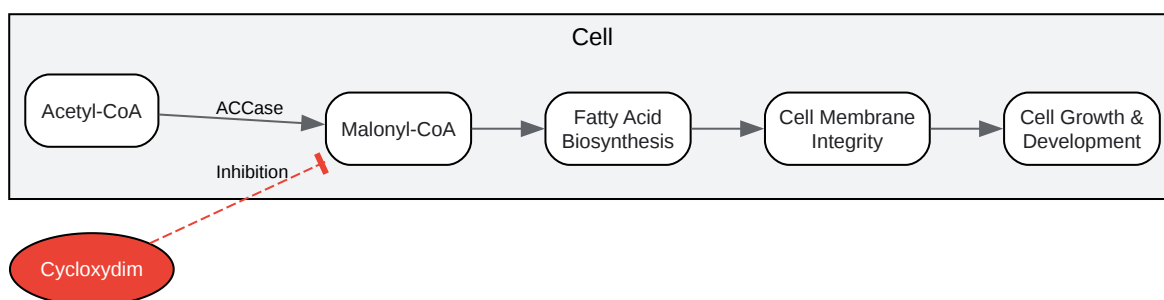 Cell
Acetyl-CoA
ACCase
Malonyl-CoA
Fatty Acid
Biosynthesis
Cell Membrane
Integrity
Cell Growth &
Development
Inhibition
Cycloxydim